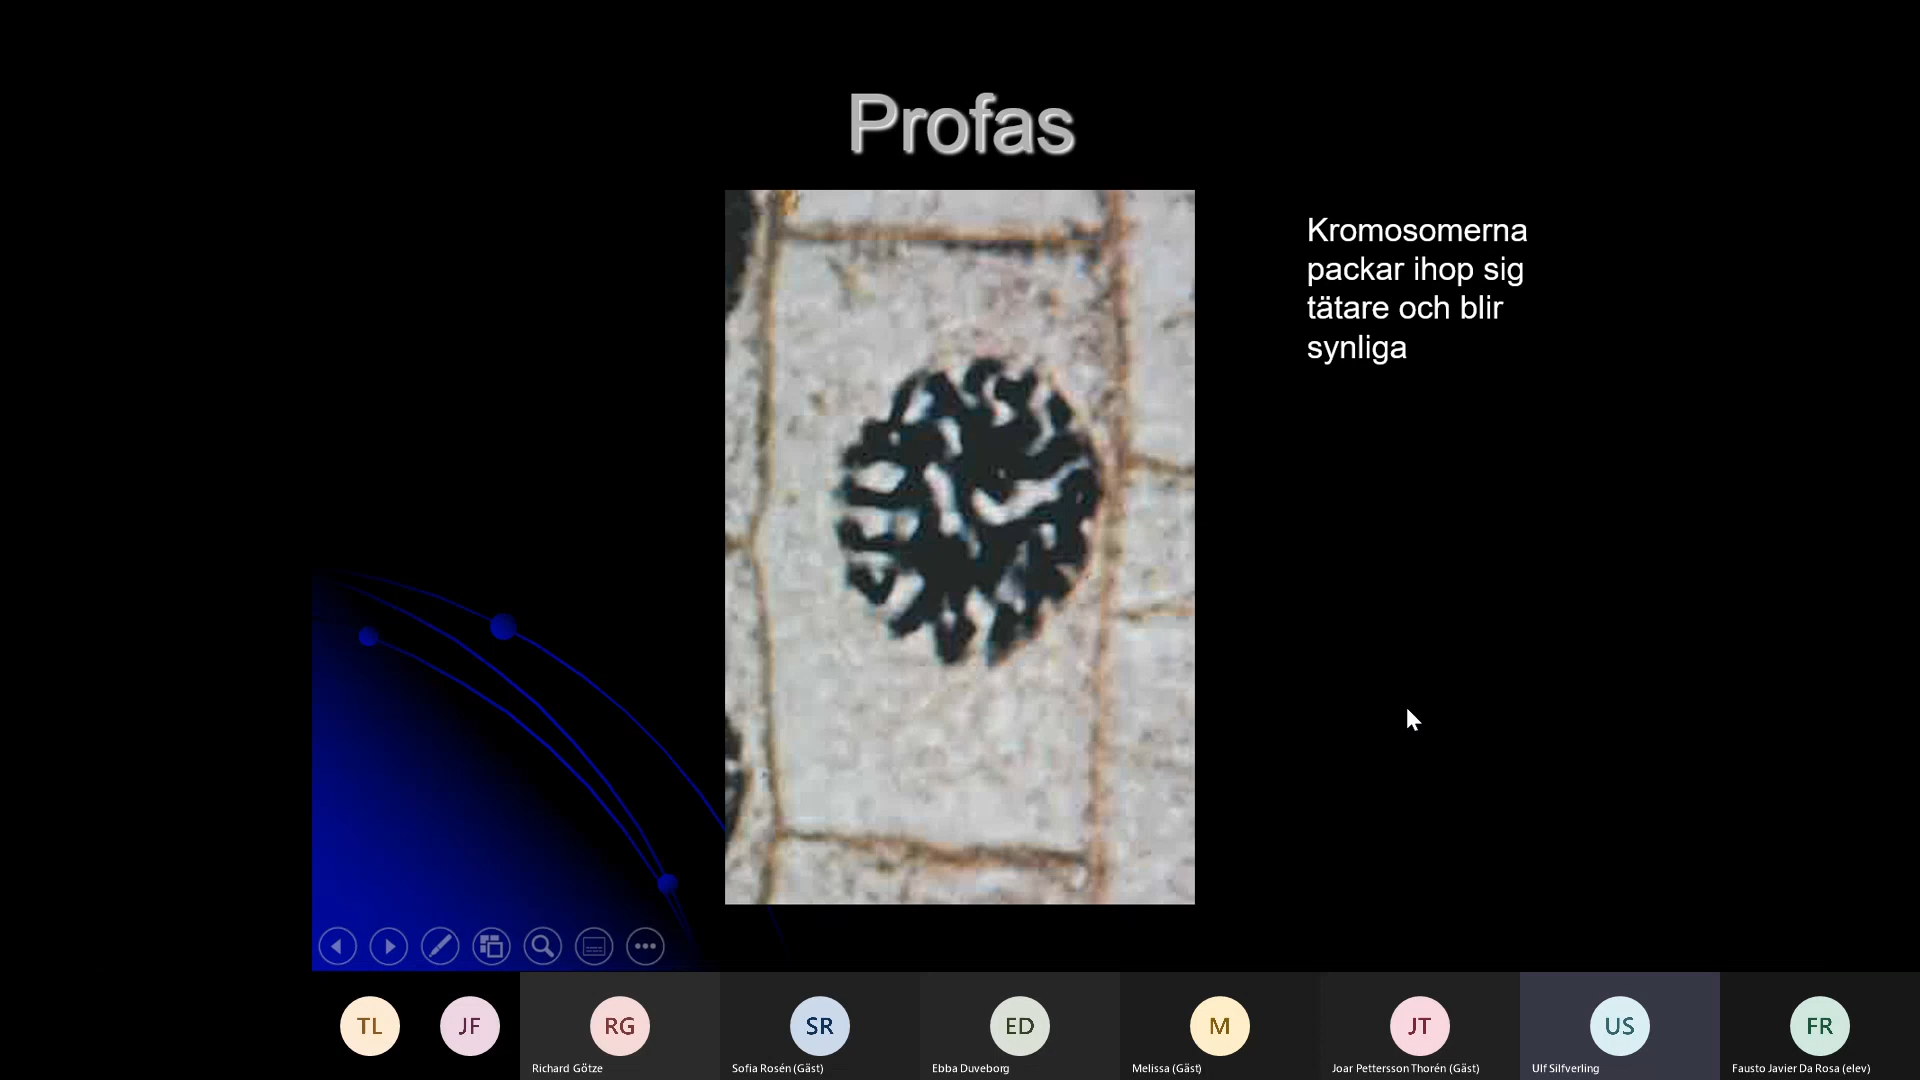 Profas
Kromosomerna
packar ihop sig
tätare och blir
synliga
TL
JF
RG
SR
ED
M
JT
US
FR
Richard Götze
Sofia Rosén (Gäst)
Ebba Duveborg
Melissa (Gäst)
Joar Pettersson Thorén (Gäst)
Ulf Silfverling
Fausto Javier Da Rosa (elev)